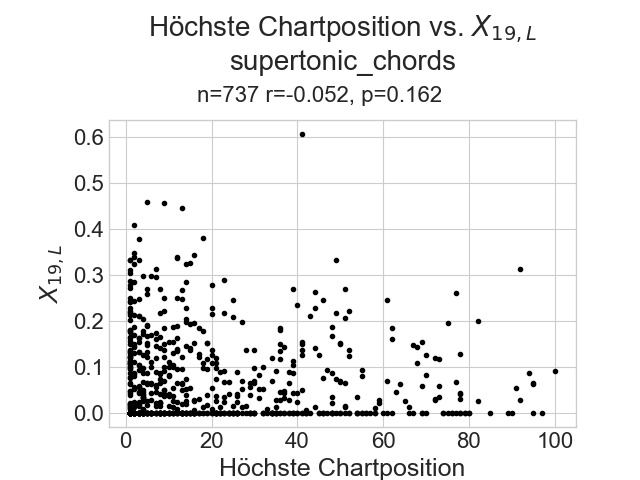 Höchste Chartposition vs. X₁₉,L
supertonic_chords
n=737 r=-0.052, p=0.162
0.6
0.5
0.4
0.3
0.2
0.1
0.0
X₁₉,L
0 20 40 60 80 100
Höchste Chartposition